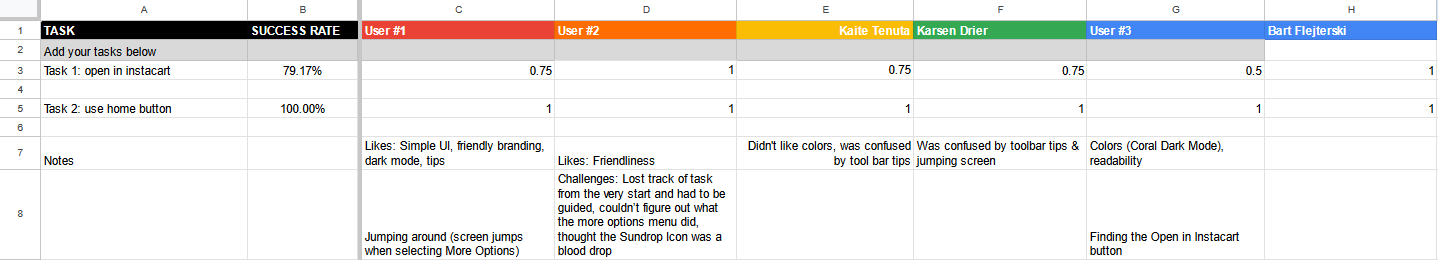 A B C D E F G H
1 TASK SUCCESS RATE User #1 User #2 Kaite Tenuta Karsen Drier User #3 Bart Flejterski
2 Add your tasks below
3 Task 1: open in instacart 79.17% 0.75 1 0.75 0.75 0.5 1
4
5 Task 2: use home button 100.00% 1 1 1 1 1 1
6
7 Notes
Likes: Simple UI, friendly branding,
dark mode, tips
Likes: Friendliness
Didn't like colors, was confused
by tool bar tips
Was confused by toolbar tips &
jumping screen
Colors (Coral Dark Mode),
readability
8
Jumping around (screen jumps
when selecting More Options)
Challenges: Lost track of task
from the very start and had to be
guided, couldn't figure out what
the more options menu did,
thought the Sundrop Icon was a
blood drop
Finding the Open in Instacart
button